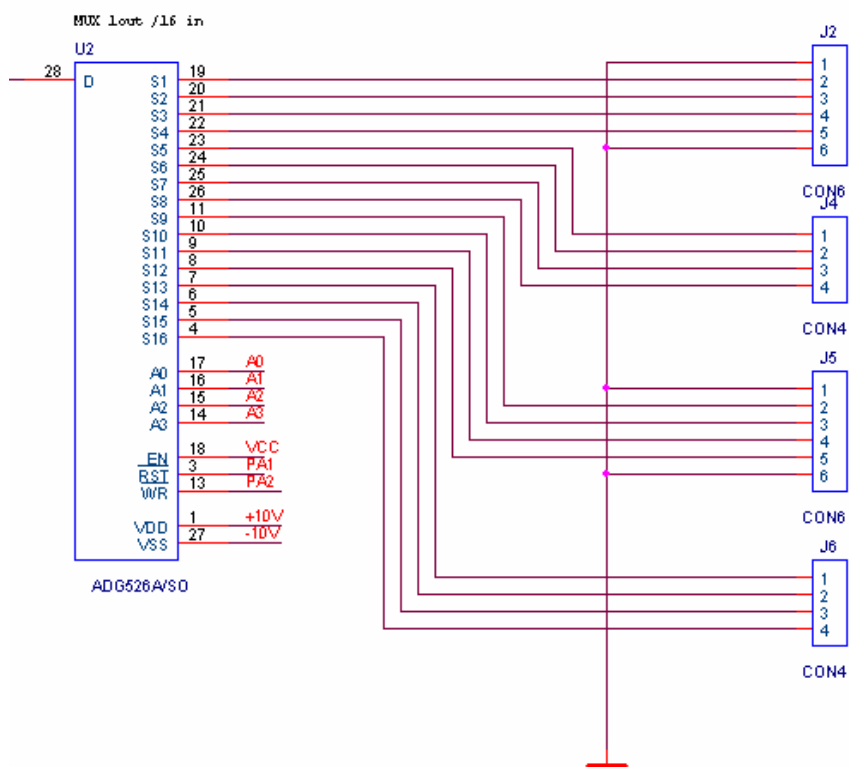 MUX 1out /16 in
U2
28 D
S1 19
S2 20
S3 21
S4 22
S5 23
S6 24
S7 25
S8 26
S9 11
S10 10
S11 9
S12 8
S13 7
S14 6
S15 5
S16 4
A0 17 A0
A1 16 A1
A2 15 A2
A3 14 A3
EN 18 VCC
RST 3 PA1
WR 13 PA2
VDD 1 +10V
VSS 27 -10V
ADG526A/SO
J2
1
2
3
4
5
6
CON6
J4
1
2
3
4
CON4
J5
1
2
3
4
5
6
CON6
J6
1
2
3
4
CON4